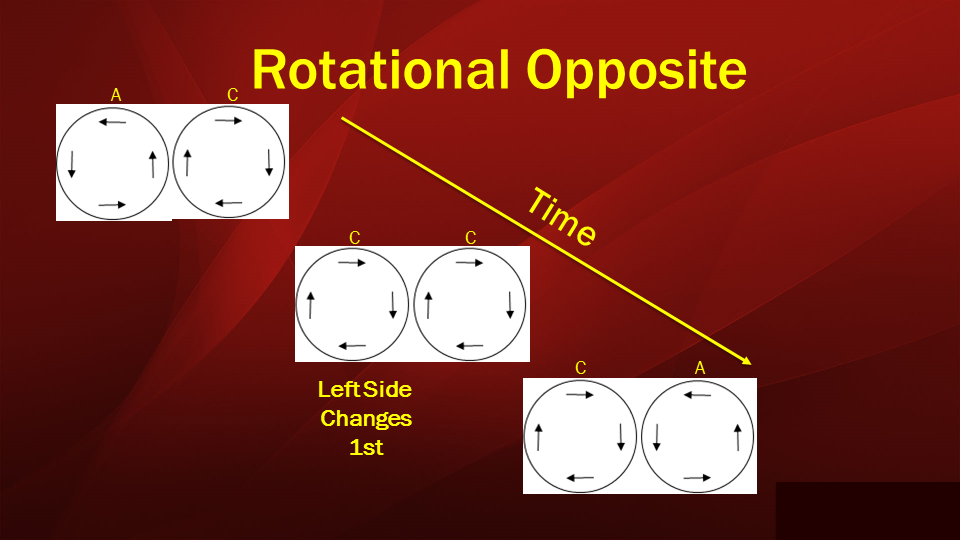 Rotational Opposite
A C
Time
C C
C A
Left Side
Changes
1st